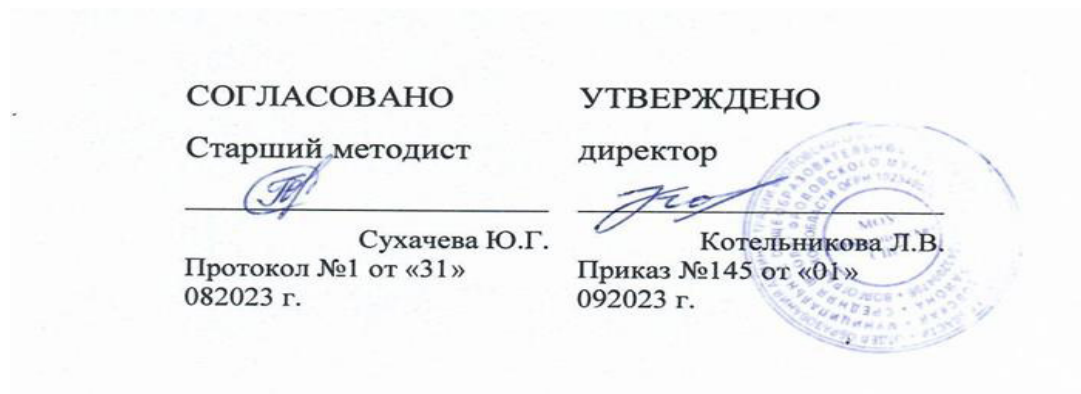 СОГЛАСОВАНО
Старший методист
Сухачева Ю.Г.
Протокол №1 от «31»
082023 г.
УТВЕРЖДЕНО
директор
Котельникова Л.В.
Приказ №145 от «01»
092023 г.